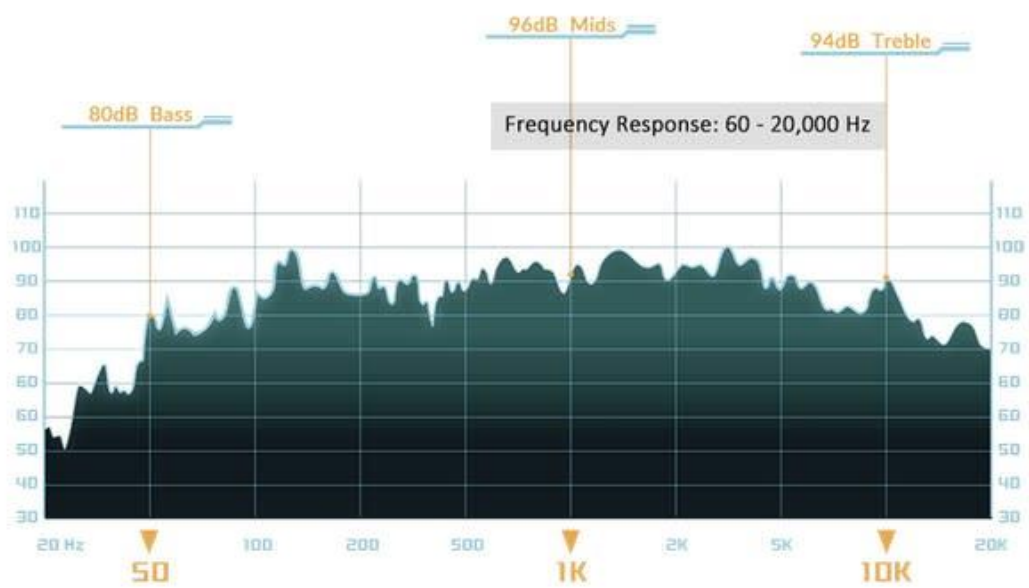 96dB Mids
94dB Treble
80dB Bass
Frequency Response: 60 - 20,000 Hz
110 110
100 100
90 90
80 80
70 70
60 60
60 60
50 50
40 40
30 30
20 Hz 50 100 200 500 1K 2K 5K 10K 20K